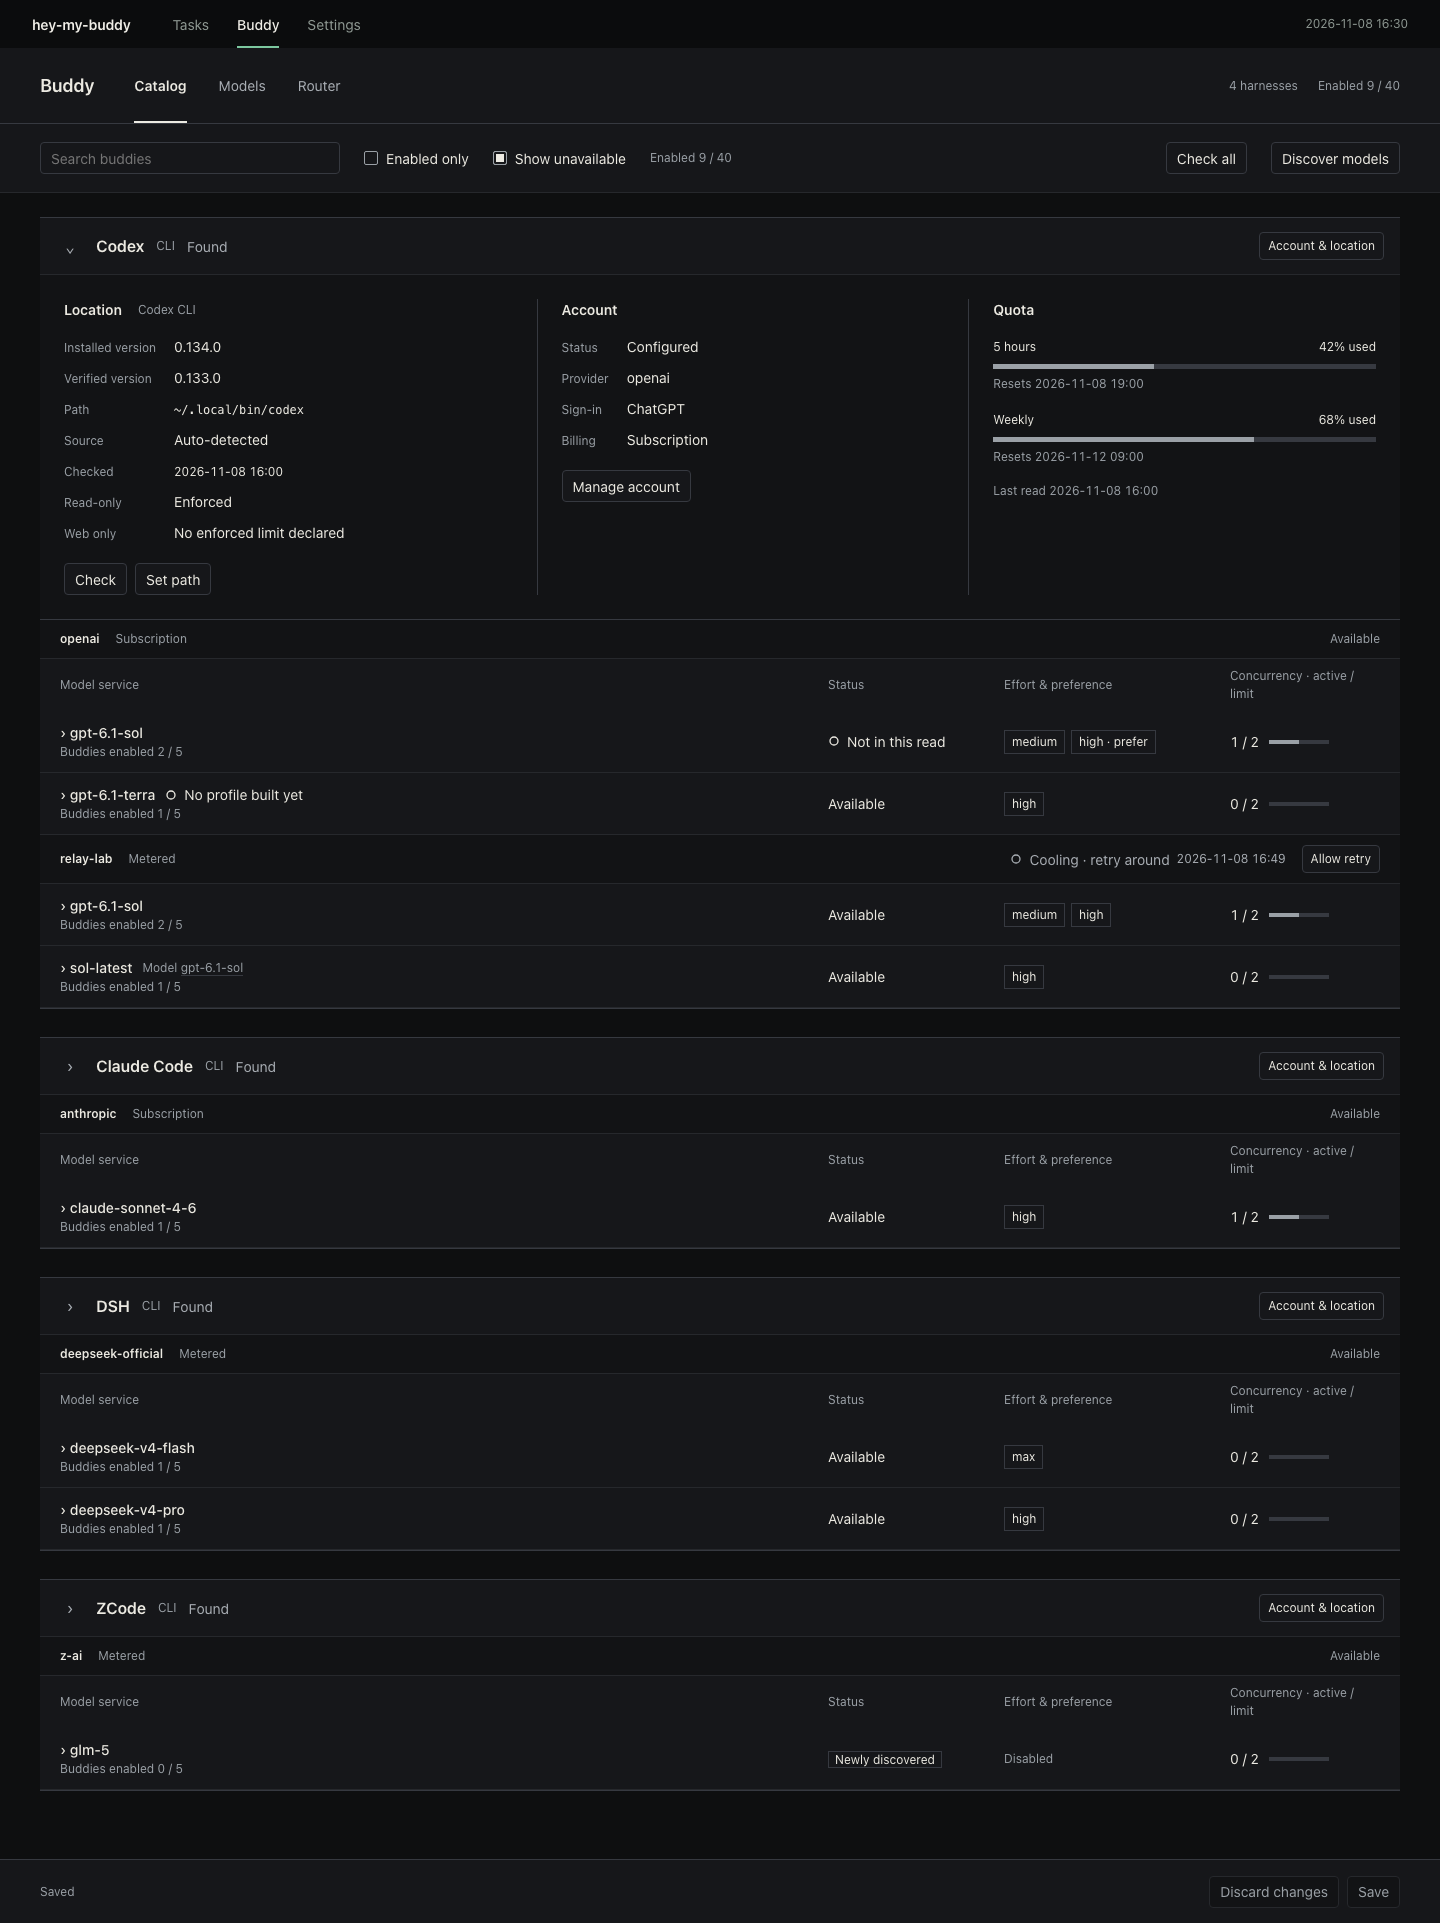 hey-my-buddy Tasks Buddy Settings 2026-11-08 16:30
Buddy Catalog Models Router 4 harnesses Enabled 9 / 40
Search buddies Enabled only Show unavailable Enabled 9 / 40 Check all Discover models
Codex CLI Found Account & location
Location Codex CLI
Installed version 0.134.0
Verified version 0.133.0
Path ~/.local/bin/codex
Source Auto-detected
Checked 2026-11-08 16:00
Read-only Enforced
Web only No enforced limit declared
Check Set path
Account
Status Configured
Provider openai
Sign-in ChatGPT
Billing Subscription
Manage account
Quota
5 hours 42% used
Resets 2026-11-08 19:00
Weekly 68% used
Resets 2026-11-12 09:00
Last read 2026-11-08 16:00
openai Subscription Available
Model service Status Effort & preference Concurrency · active /
limit
› gpt-6.1-sol
Buddies enabled 2 / 5
Not in this read medium high · prefer 1 / 2
› gpt-6.1-terra No profile built yet
Buddies enabled 1 / 5
Available high 0 / 2
relay-lab Metered Cooling · retry around 2026-11-08 16:49 Allow retry
› gpt-6.1-sol
Buddies enabled 2 / 5
Available medium high 1 / 2
› sol-latest Model gpt-6.1-sol
Buddies enabled 1 / 5
Available high 0 / 2
› Claude Code CLI Found Account & location
anthropic Subscription Available
Model service Status Effort & preference Concurrency · active /
limit
› claude-sonnet-4-6
Buddies enabled 1 / 5
Available high 1 / 2
› DSH CLI Found Account & location
deepseek-official Metered Available
Model service Status Effort & preference Concurrency · active /
limit
› deepseek-v4-flash
Buddies enabled 1 / 5
Available max 0 / 2
› deepseek-v4-pro
Buddies enabled 1 / 5
Available high 0 / 2
› ZCode CLI Found Account & location
z-ai Metered Available
Model service Status Effort & preference Concurrency · active /
limit
› glm-5
Buddies enabled 0 / 5
Newly discovered Disabled 0 / 2
Saved Discard changes Save